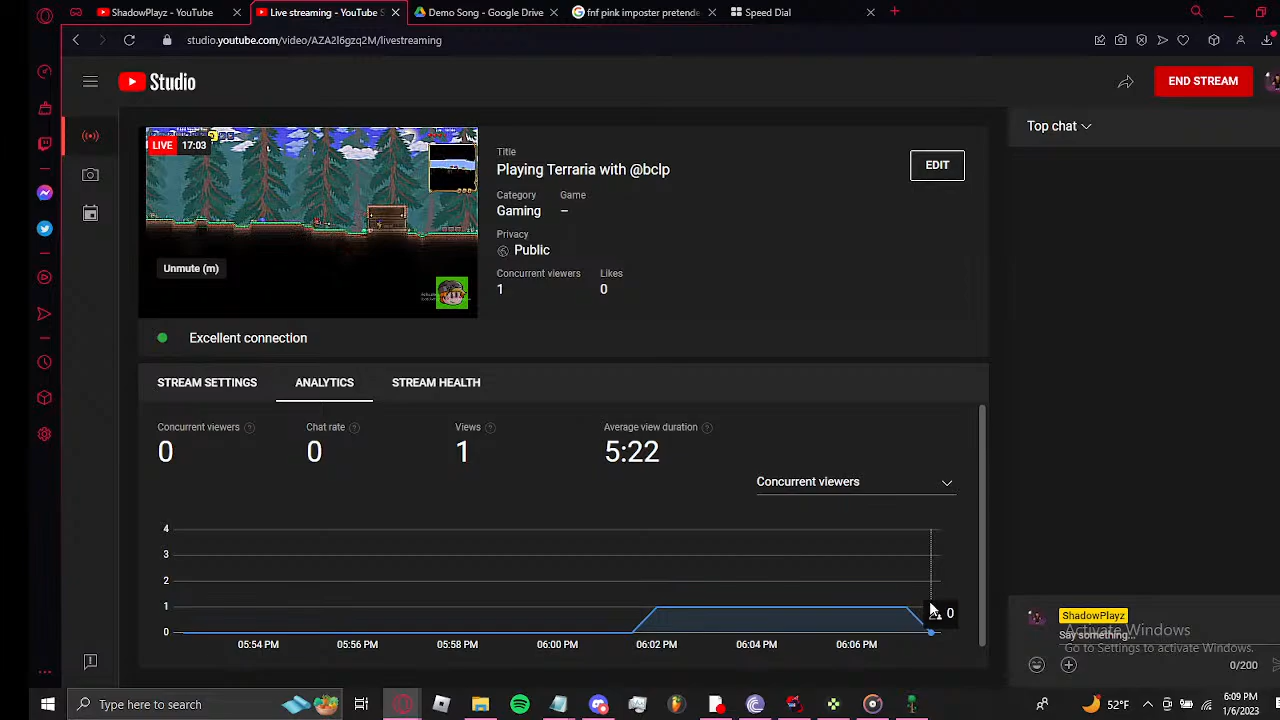 ShadowPlayz - YouTube
Live streaming - YouTube S
Demo Song - Google Drive
fnf pink imposter pretende
Speed Dial
studio.youtube.com/video/AZA2l6gzq2M/livestreaming
Studio
END STREAM
LIVE 17:03
Unmute (m)
Title
Playing Terraria with @bclp
EDIT
Category Game
Gaming –
Privacy
Public
Concurrent viewers Likes
1 0
Top chat
Excellent connection
STREAM SETTINGS ANALYTICS STREAM HEALTH
Concurrent viewers Chat rate Views Average view duration
0 0 1 5:22
Concurrent viewers
4
3
2
1
0
0
05:54 PM 05:56 PM 05:58 PM 06:00 PM 06:02 PM 06:04 PM 06:06 PM
ShadowPlayz
Say something...
Activate Windows
Go to Settings to activate Windows.
0/200
Type here to search
52°F
6:09 PM
1/6/2023